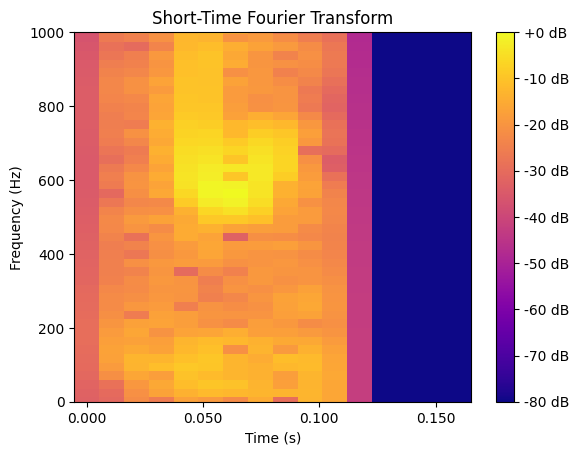 Short-Time Fourier Transform
1000
800
600
400
200
0
Frequency (Hz)
0.000
0.050
0.100
0.150
Time (s)
+0 dB
-10 dB
-20 dB
-30 dB
-40 dB
-50 dB
-60 dB
-70 dB
-80 dB